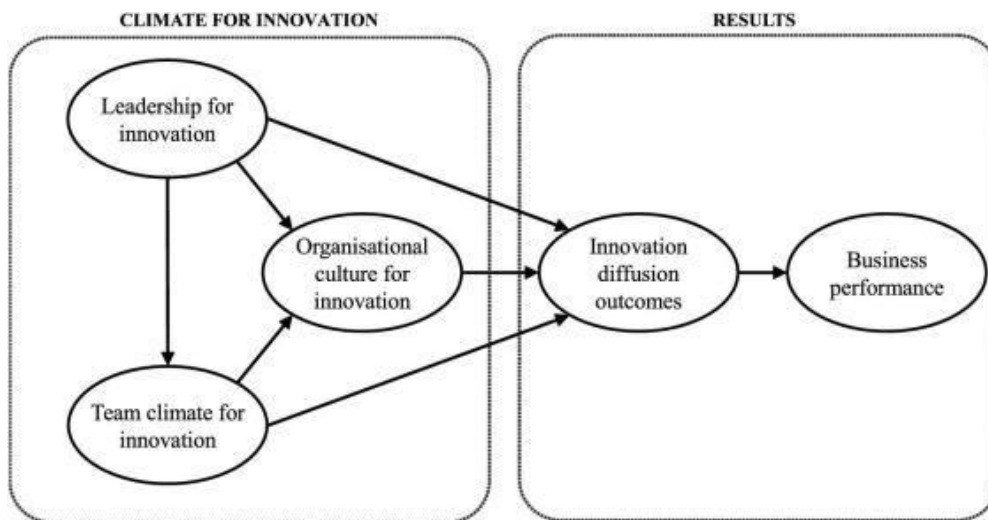 CLIMATE FOR INNOVATION
RESULTS
Leadership for
innovation
Organisational
culture for
innovation
Innovation
diffusion
outcomes
Business
performance
Team climate for
innovation